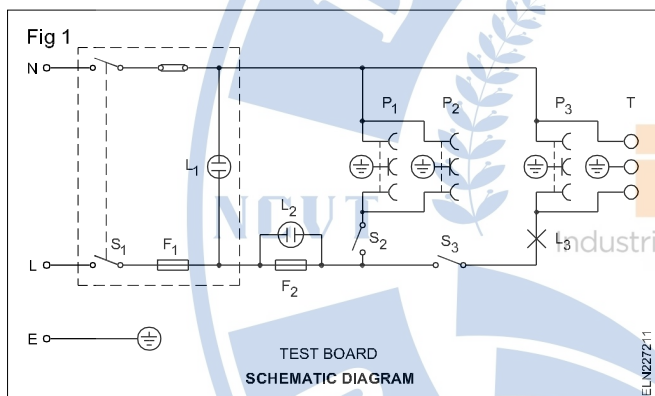 Fig 1
N
P1 P2 P3 T
L1
NCVT
L2
S1 F1 S2 S3 L3
Industri
L
F2
E
TEST BOARD
SCHEMATIC DIAGRAM
ELN227211